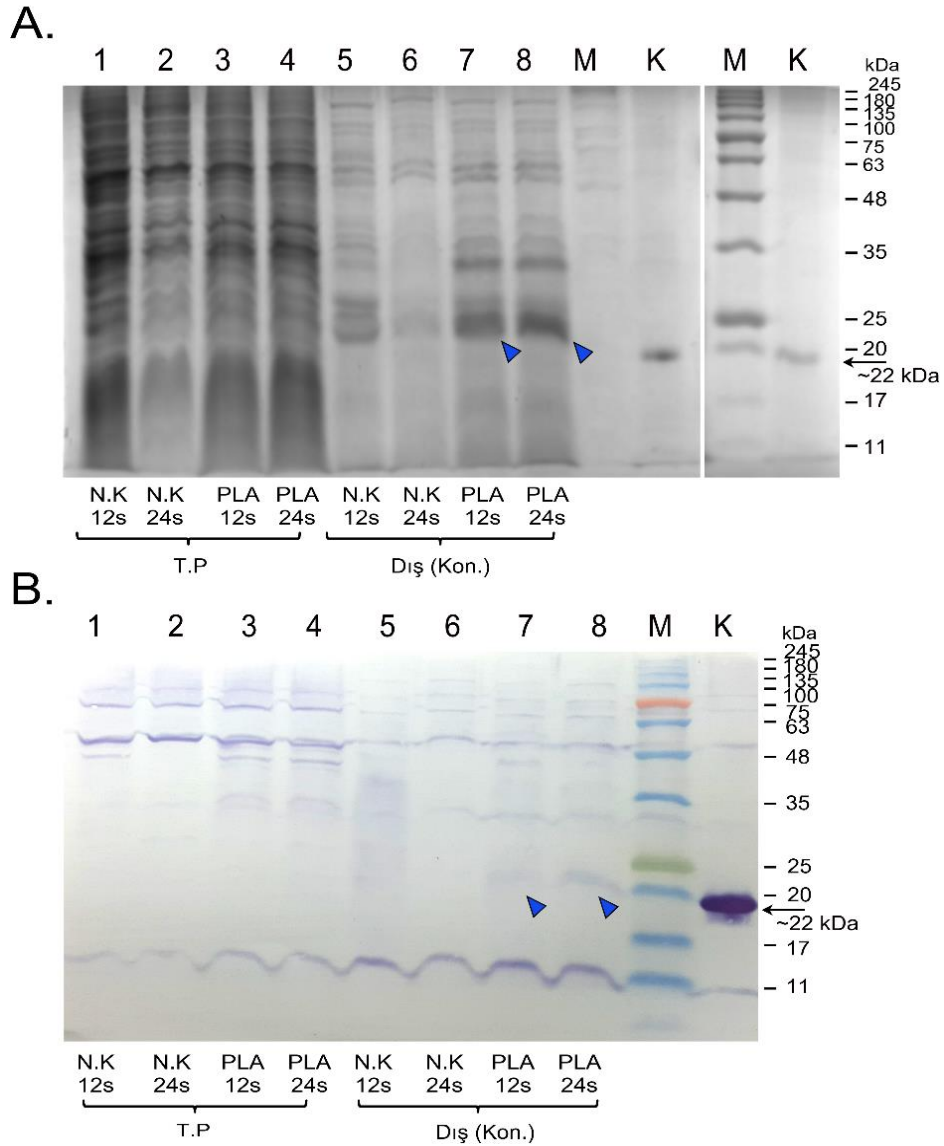 A.
1 2 3 4 5 6 7 8 M K M K
kDa
245
180
135
100
75
63
48
35
25
20
~22 kDa
17
11
N.K N.K PLA PLA N.K N.K PLA PLA
12s 24s 12s 24s 12s 24s 12s 24s
T.P Dış (Kon.)
B.
1 2 3 4 5 6 7 8 M K
kDa
245
180
135
100
75
63
48
35
25
20
~22 kDa
17
11
N.K N.K PLA PLA N.K N.K PLA PLA
12s 24s 12s 24s 12s 24s 12s 24s
T.P Dış (Kon.)